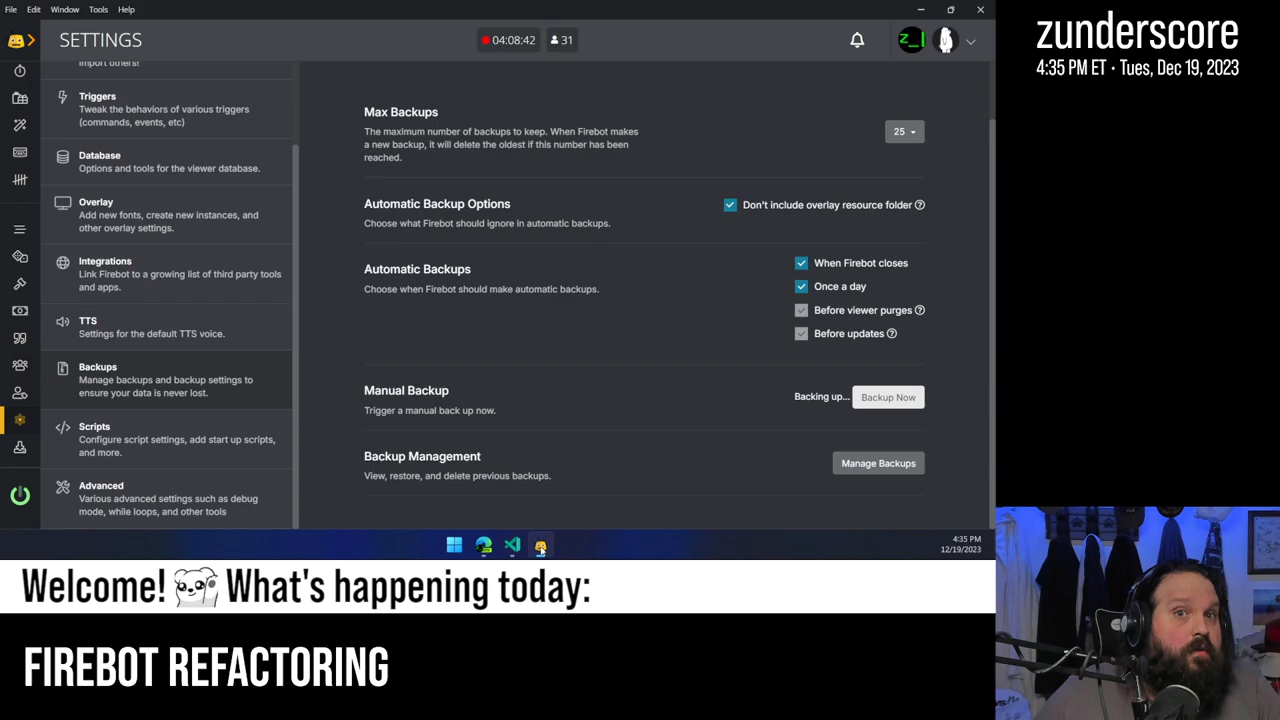 File Edit Window Tools Help
SETTINGS
04:08:42
31
z_|
import others!
Triggers
Tweak the behaviors of various triggers
(commands, events, etc)
Database
Options and tools for the viewer database.
Overlay
Add new fonts, create new instances, and
other overlay settings.
Integrations
Link Firebot to a growing list of third party tools
and apps.
TTS
Settings for the default TTS voice.
Backups
Manage backups and backup settings to
ensure your data is never lost.
Scripts
Configure script settings, add start up scripts,
and more.
Advanced
Various advanced settings such as debug
mode, while loops, and other tools
Max Backups
The maximum number of backups to keep. When Firebot makes
a new backup, it will delete the oldest if this number has been
reached.
25
Automatic Backup Options
Choose what Firebot should ignore in automatic backups.
Don't include overlay resource folder
Automatic Backups
Choose when Firebot should make automatic backups.
When Firebot closes
Once a day
Before viewer purges
Before updates
Manual Backup
Trigger a manual back up now.
Backing up... Backup Now
Backup Management
View, restore, and delete previous backups.
Manage Backups
4:35 PM
12/19/2023
zunderscore
4:35 PM ET • Tues, Dec 19, 2023
Welcome! What's happening today:
FIREBOT REFACTORING